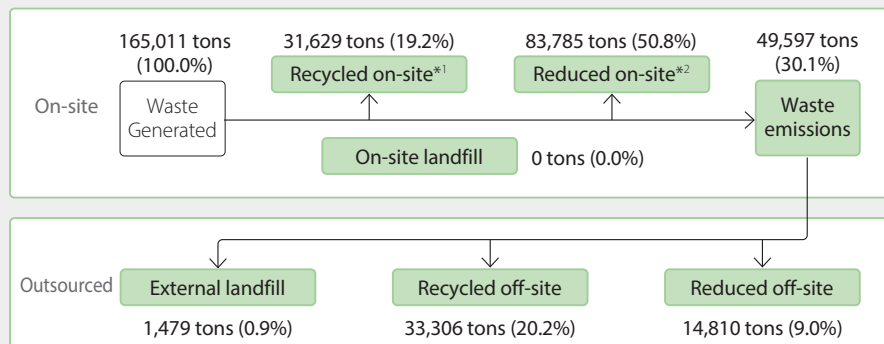 165,011 tons
(100.0%)
31,629 tons (19.2%)
83,785 tons (50.8%)
49,597 tons
(30.1%)
On-site
Waste
Generated
Recycled on-site*1
Reduced on-site*2
Waste
emissions
On-site landfill
0 tons (0.0%)
Outsourced
External landfill
Recycled off-site
Reduced off-site
1,479 tons (0.9%)
33,306 tons (20.2%)
14,810 tons (9.0%)